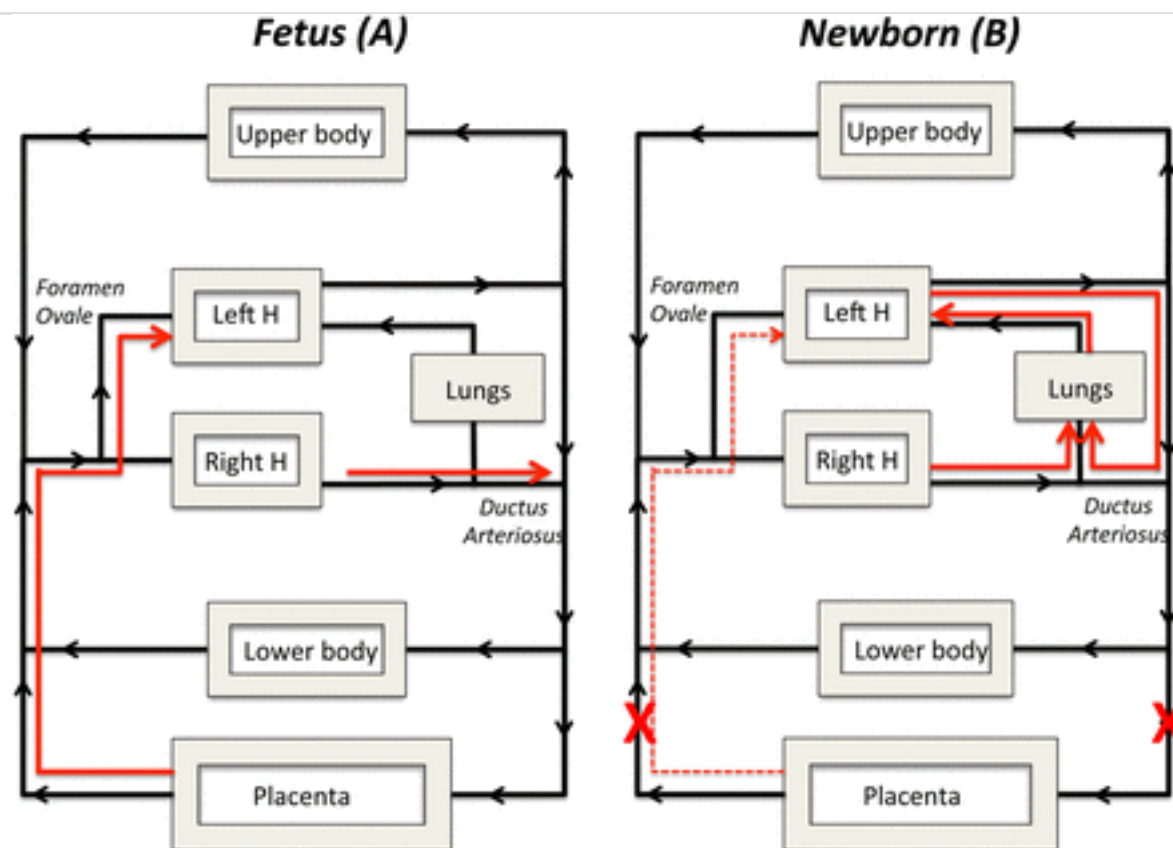 Fetus (A)
Upper body
Foramen
Ovale
Left H
Lungs
Right H
Ductus
Arteriosus
Lower body
Placenta
Newborn (B)
Upper body
Foramen
Ovale
Left H
Lungs
Right H
Ductus
Arteriosus
Lower body
X
X
Placenta